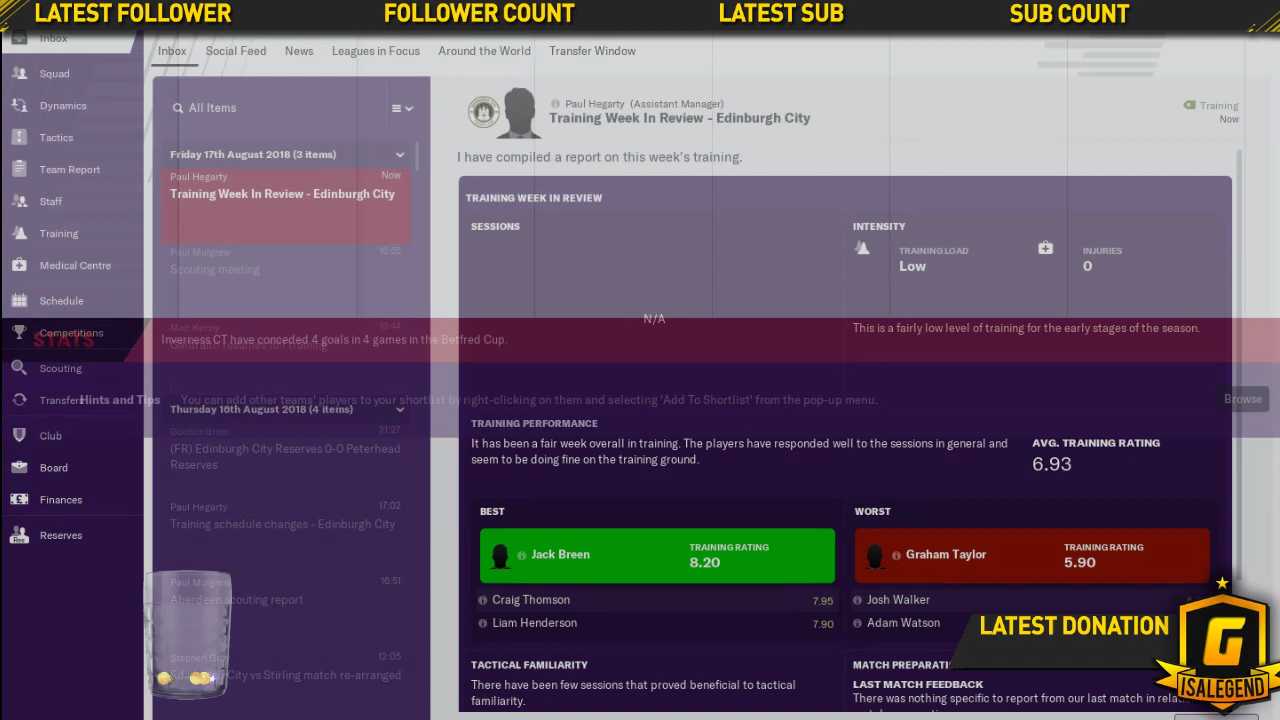 LATEST FOLLOWER
FOLLOWER COUNT
LATEST SUB
SUB COUNT
Inbox
Squad
Dynamics
Tactics
Team Report
Staff
Training
Medical Centre
Schedule
Competitions
STATS
Scouting
Transfers
Club
Board
Finances
Reserves
Res
Inbox
Social Feed
News
Leagues in Focus
Around the World
Transfer Window
All Items
Friday 17th August 2018 (3 items)
Paul Hegarty
Now
Training Week In Review - Edinburgh City
Paul Mulgrew
16:55
Scouting meeting
16:44
Inverness CT have conceded 4 goals in 4 games in the Betfred Cup.
resumes full training
Hints and Tips
You can add other teams' players to your shortlist by right-clicking on them and selecting 'Add To Shortlist' from the pop-up menu.
Browse
Thursday 16th August 2018 (4 items)
Gordon Greer
21:27
(FR) Edinburgh City Reserves 0-0 Peterhead
Reserves
Paul Hegarty
17:02
Training schedule changes - Edinburgh City
Paul Mulgrew
16:51
Aberdeen scouting report
Stephen
12:05
City vs Stirling match re-arranged
Paul Hegarty (Assistant Manager)
Training Week In Review - Edinburgh City
Training
Now
I have compiled a report on this week's training.
TRAINING WEEK IN REVIEW
SESSIONS
N/A
INTENSITY
TRAINING LOAD
Low
INJURIES
0
This is a fairly low level of training for the early stages of the season.
TRAINING PERFORMANCE
It has been a fair week overall in training. The players have responded well to the sessions in general and
seem to be doing fine on the training ground.
AVG. TRAINING RATING
6.93
BEST
Jack Breen
TRAINING RATING
8.20
Craig Thomson
7.95
Liam Henderson
7.90
WORST
Graham Taylor
TRAINING RATING
5.90
Josh Walker
Adam Watson
LATEST DONATION
G
ISALEGEND
TACTICAL FAMILIARITY
There have been few sessions that proved beneficial to tactical
familiarity.
MATCH
LAST MATCH FEEDBACK
There was nothing specific to report from our last match in